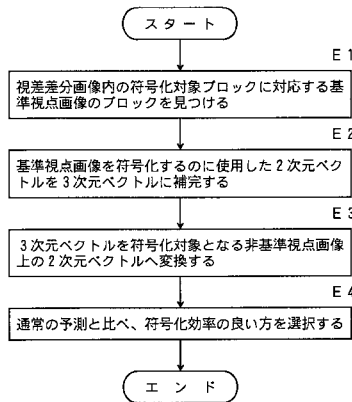 スタート
E1
視差差分画像内の符号化対象ブロックに対応する基
準視点画像のブロックを見つける
E2
基準視点画像を符号化するのに使用した2次元ベク
トルを3次元ベクトルに補完する
E3
3次元ベクトルを符号化対象となる非基準視点画像
上の2次元ベクトルへ変換する
E4
通常の予測と比べ、符号化効率の良い方を選択する
エンド